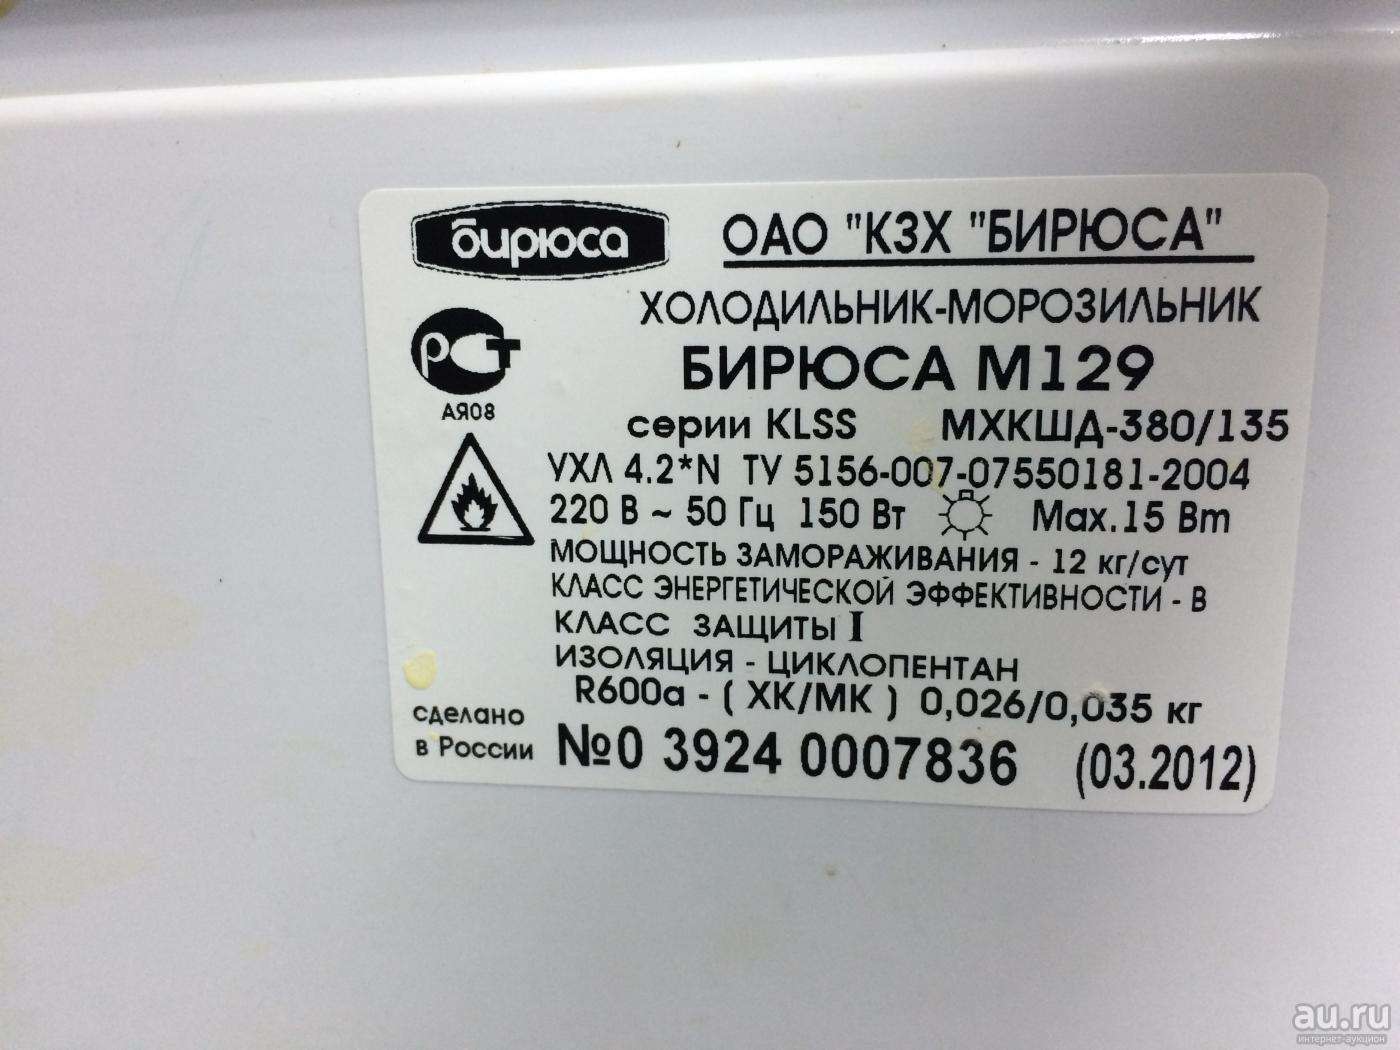 бирюса
ОАО "КЗХ "БИРЮСА"
ХОЛОДИЛЬНИК-МОРОЗИЛЬНИК
БИРЮСА М129
серии KLSS МХКШД-380/135
РСТ
АЯ08
УХЛ 4.2*N ТУ 5156-007-07550181-2004
220 В ~ 50 Гц 150 Вт Max.15 Вт
МОЩНОСТЬ ЗАМОРАЖИВАНИЯ - 12 кг/сут
КЛАСС ЭНЕРГЕТИЧЕСКОЙ ЭФФЕКТИВНОСТИ - В
КЛАСС ЗАЩИТЫ I
ИЗОЛЯЦИЯ - ЦИКЛОПЕНТАН
R600a - ( ХК/МК ) 0,026/0,035 кг
сделано
в России
№0 3924 0007836 (03.2012)
au.ru
интернет-аукцион